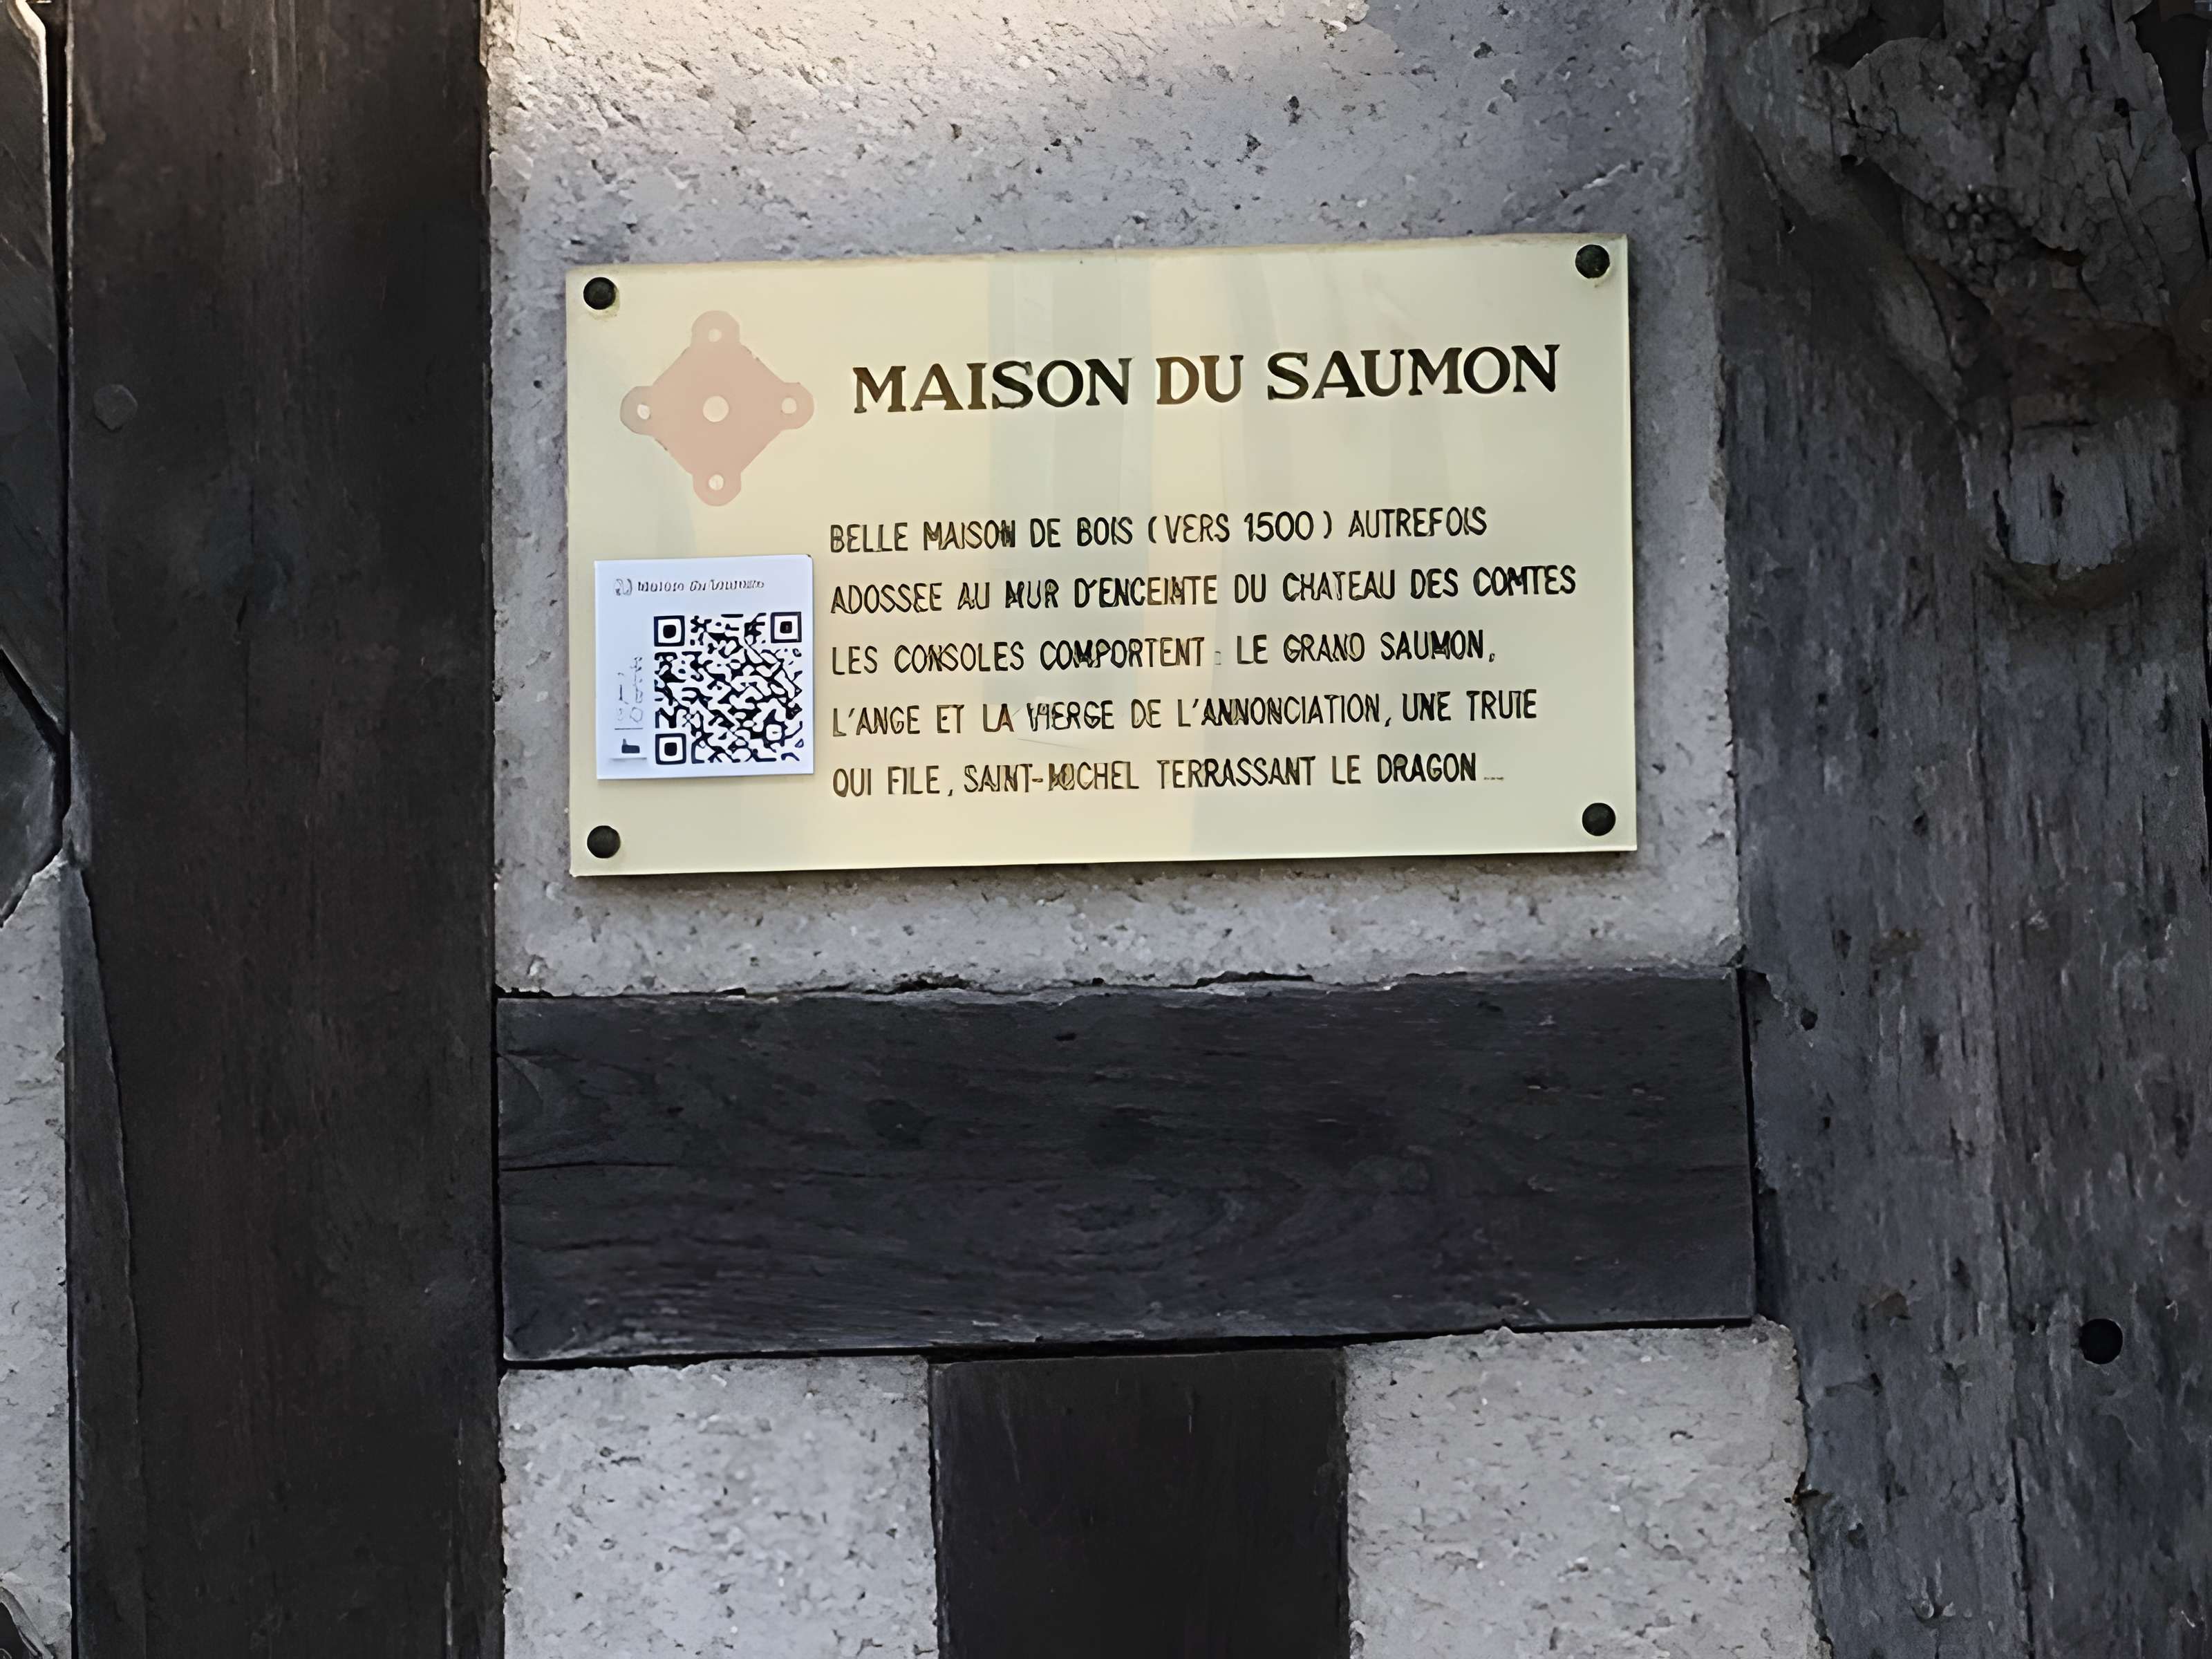 MAISON DU SAUMON
BELLE MAISON DE BOIS (VERS 1500) AUTREFOIS
ADOSSEE AU MUR D'ENCEINTE DU CHATEAU DES COMTES
LES CONSOLES COMPORTENT : LE GRAND SAUMON,
L'ANGE ET LA VIERGE DE L'ANNONCIATION, UNE TRUIE
QUI FILE, SAINT-MICHEL TERRASSANT LE DRAGON...